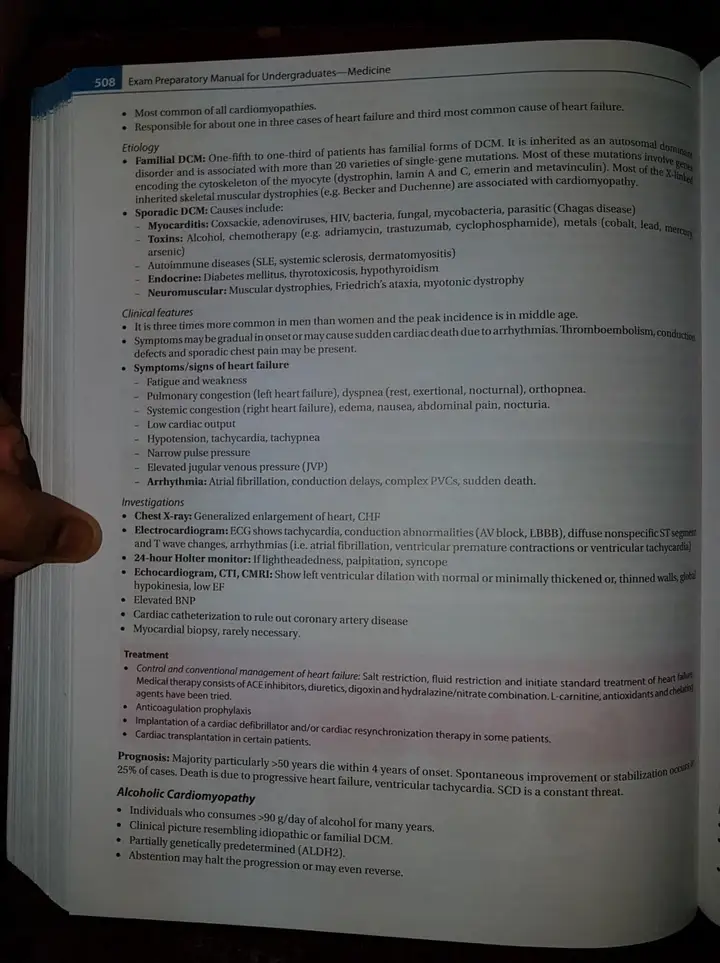 508 Exam Preparatory Manual for Undergraduates—Medicine
• Most common of all cardiomyopathies.
• Responsible for about one in three cases of heart failure and third most common cause of heart failure.
Etiology
• Familial DCM: One-fifth to one-third of patients has familial forms of DCM. It is inherited as an autosomal dominant
disorder and is associated with more than 20 varieties of single-gene mutations. Most of these mutations involve genes
encoding the cytoskeleton of the myocyte (dystrophin, lamin A and C, emerin and metavinculin). Most of the X-linked
inherited skeletal muscular dystrophies (e.g. Becker and Duchenne) are associated with cardiomyopathy.
• Sporadic DCM: Causes include:
– Myocarditis: Coxsackie, adenoviruses, HIV, bacteria, fungal, mycobacteria, parasitic (Chagas disease)
– Toxins: Alcohol, chemotherapy (e.g. adriamycin, trastuzumab, cyclophosphamide), metals (cobalt, lead, mercury,
arsenic)
– Autoimmune diseases (SLE, systemic sclerosis, dermatomyositis)
– Endocrine: Diabetes mellitus, thyrotoxicosis, hypothyroidism
– Neuromuscular: Muscular dystrophies, Friedrich's ataxia, myotonic dystrophy
Clinical features
• It is three times more common in men than women and the peak incidence is in middle age.
• Symptoms may be gradual in onset or may cause sudden cardiac death due to arrhythmias. Thromboembolism, conduction
defects and sporadic chest pain may be present.
• Symptoms/signs of heart failure
– Fatigue and weakness
– Pulmonary congestion (left heart failure), dyspnea (rest, exertional, nocturnal), orthopnea.
– Systemic congestion (right heart failure), edema, nausea, abdominal pain, nocturia.
– Low cardiac output
– Hypotension, tachycardia, tachypnea
– Narrow pulse pressure
– Elevated jugular venous pressure (JVP)
– Arrhythmia: Atrial fibrillation, conduction delays, complex PVCs, sudden death.
Investigations
• Chest X-ray: Generalized enlargement of heart, CHF
• Electrocardiogram: ECG shows tachycardia, conduction abnormalities (AV block, LBBB), diffuse nonspecific ST segment
and T wave changes, arrhythmias (i.e. atrial fibrillation, ventricular premature contractions or ventricular tachycardia)
• 24-hour Holter monitor: If lightheadedness, palpitation, syncope
• Echocardiogram, CTI, CMRI: Show left ventricular dilation with normal or minimally thickened or, thinned walls, global
hypokinesia, low EF
• Elevated BNP
• Cardiac catheterization to rule out coronary artery disease
• Myocardial biopsy, rarely necessary.
Treatment
• Control and conventional management of heart failure: Salt restriction, fluid restriction and initiate standard treatment of heart failure.
Medical therapy consists of ACE inhibitors, diuretics, digoxin and hydralazine/nitrate combination. L-carnitine, antioxidants and chelating
agents have been tried.
• Anticoagulation prophylaxis
• Implantation of a cardiac defibrillator and/or cardiac resynchronization therapy in some patients.
• Cardiac transplantation in certain patients.
Prognosis: Majority particularly >50 years die within 4 years of onset. Spontaneous improvement or stabilization occurs in
25% of cases. Death is due to progressive heart failure, ventricular tachycardia. SCD is a constant threat.
Alcoholic Cardiomyopathy
• Individuals who consumes >90 g/day of alcohol for many years.
• Clinical picture resembling idiopathic or familial DCM.
• Partially genetically predetermined (ALDH2).
• Abstention may halt the progression or may even reverse.